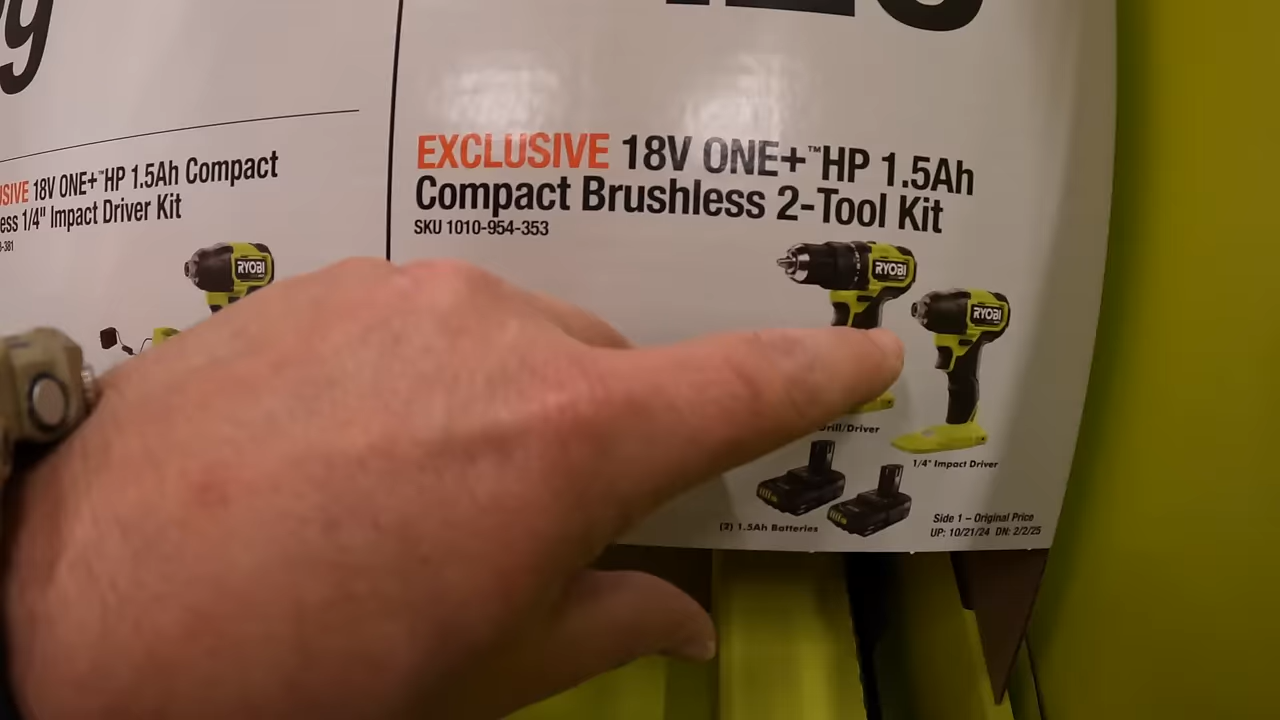 EXCLUSIVE 18V ONE+™HP 1.5Ah
Compact Brushless 2-Tool Kit
SKU 1010-954-353
18V ONE+™HP 1.5Ah Compact
1/4" Impact Driver Kit
RYOBI
RYOBI
RYOBI
Drill/Driver
1/4" Impact Driver
(2) 1.5Ah Batteries
Side 1 – Original Price
UP: 10/21/24 DN: 2/2/25